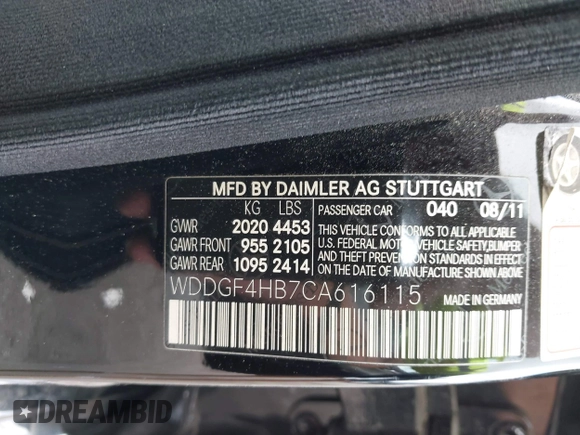 MFD BY DAIMLER AG STUTTGART
KG LBS PASSENGER CAR 040 08/11
GVWR 2020 4453 THIS VEHICLE CONFORMS TO ALL APPLICABLE
GAWR FRONT 955 2105 U.S. FEDERAL MOTOR VEHICLE SAFETY, BUMPER
GAWR REAR 1095 2414 AND THEFT PREVENTION STANDARDS IN EFFECT
ON THE DATE OF MANUFACTURE SHOWN ABOVE.
WDDGF4HB7CA616115
MADE IN GERMANY
DREAMBID